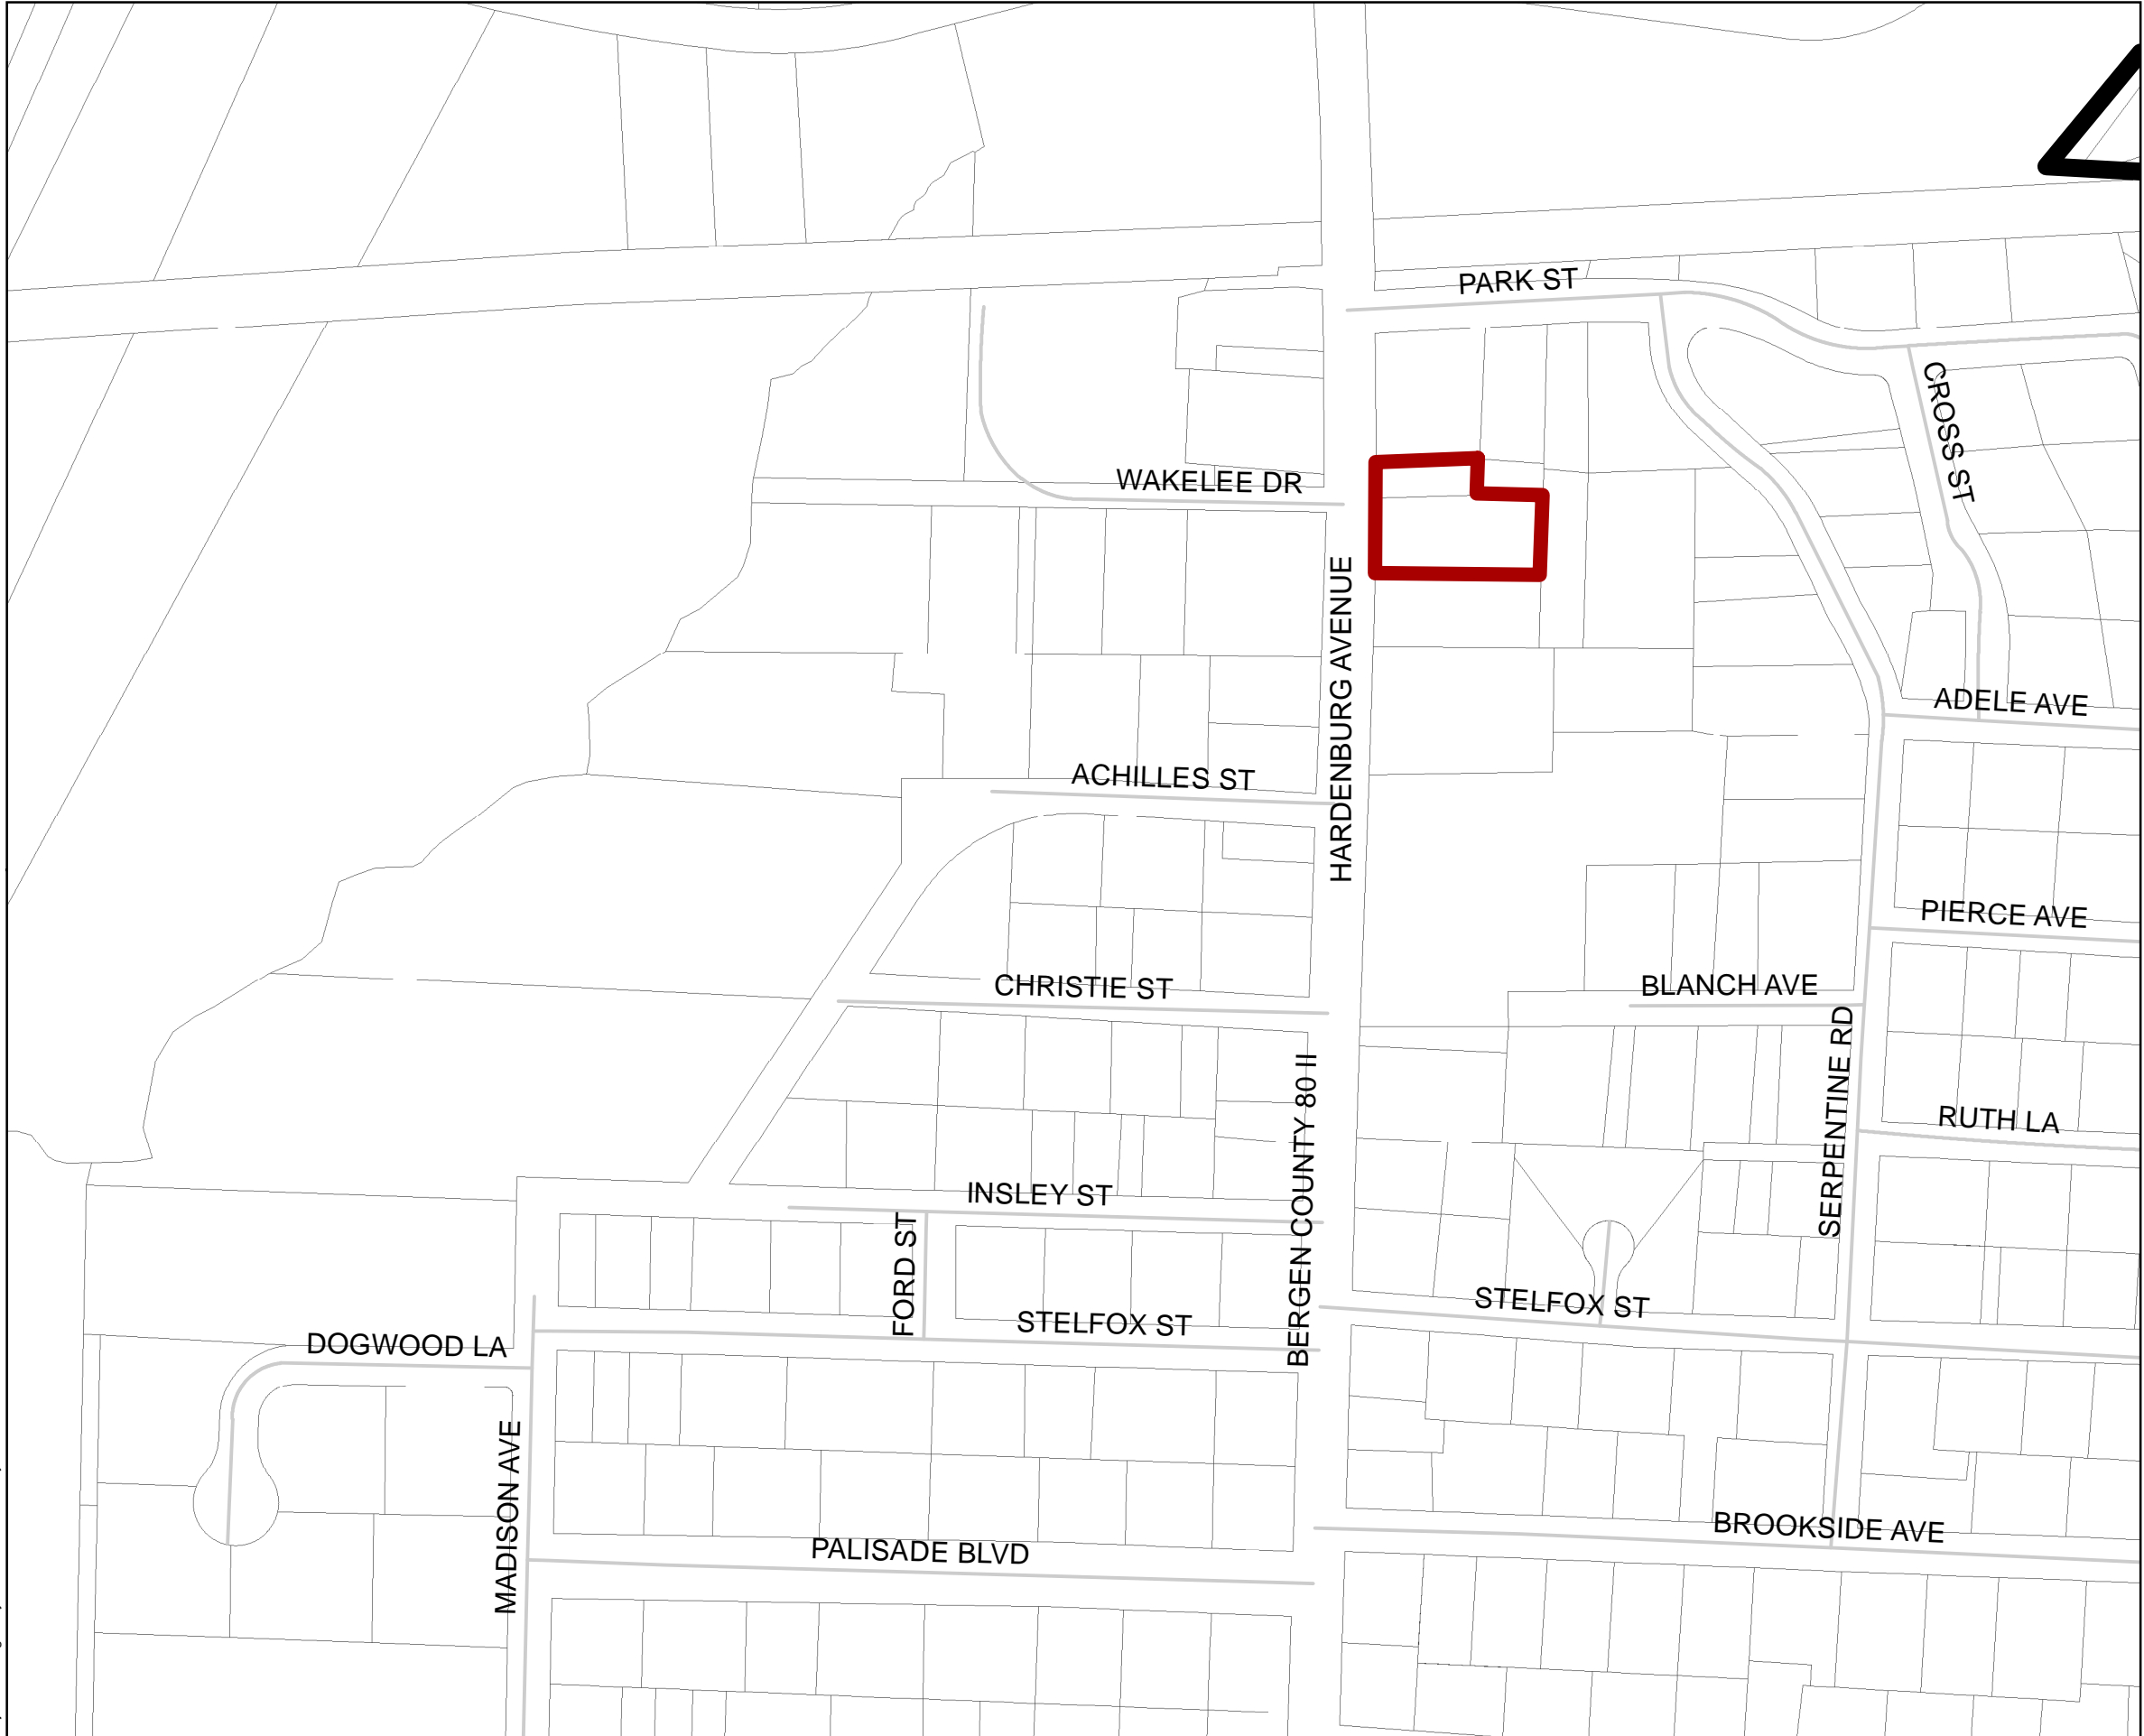 PARK ST
CROSS ST
WAKELEE DR
HARDENBURG AVENUE
ADELE AVE
ACHILLES ST
PIERCE AVE
CHRISTIE ST
BLANCH AVE
SERPENTINE RD
BERGEN COUNTY 80 II
RUTH LA
INSLEY ST
FORD ST
STELFOX ST
STELFOX ST
DOGWOOD LA
MADISON AVE
BROOKSIDE AVE
PALISADE BLVD